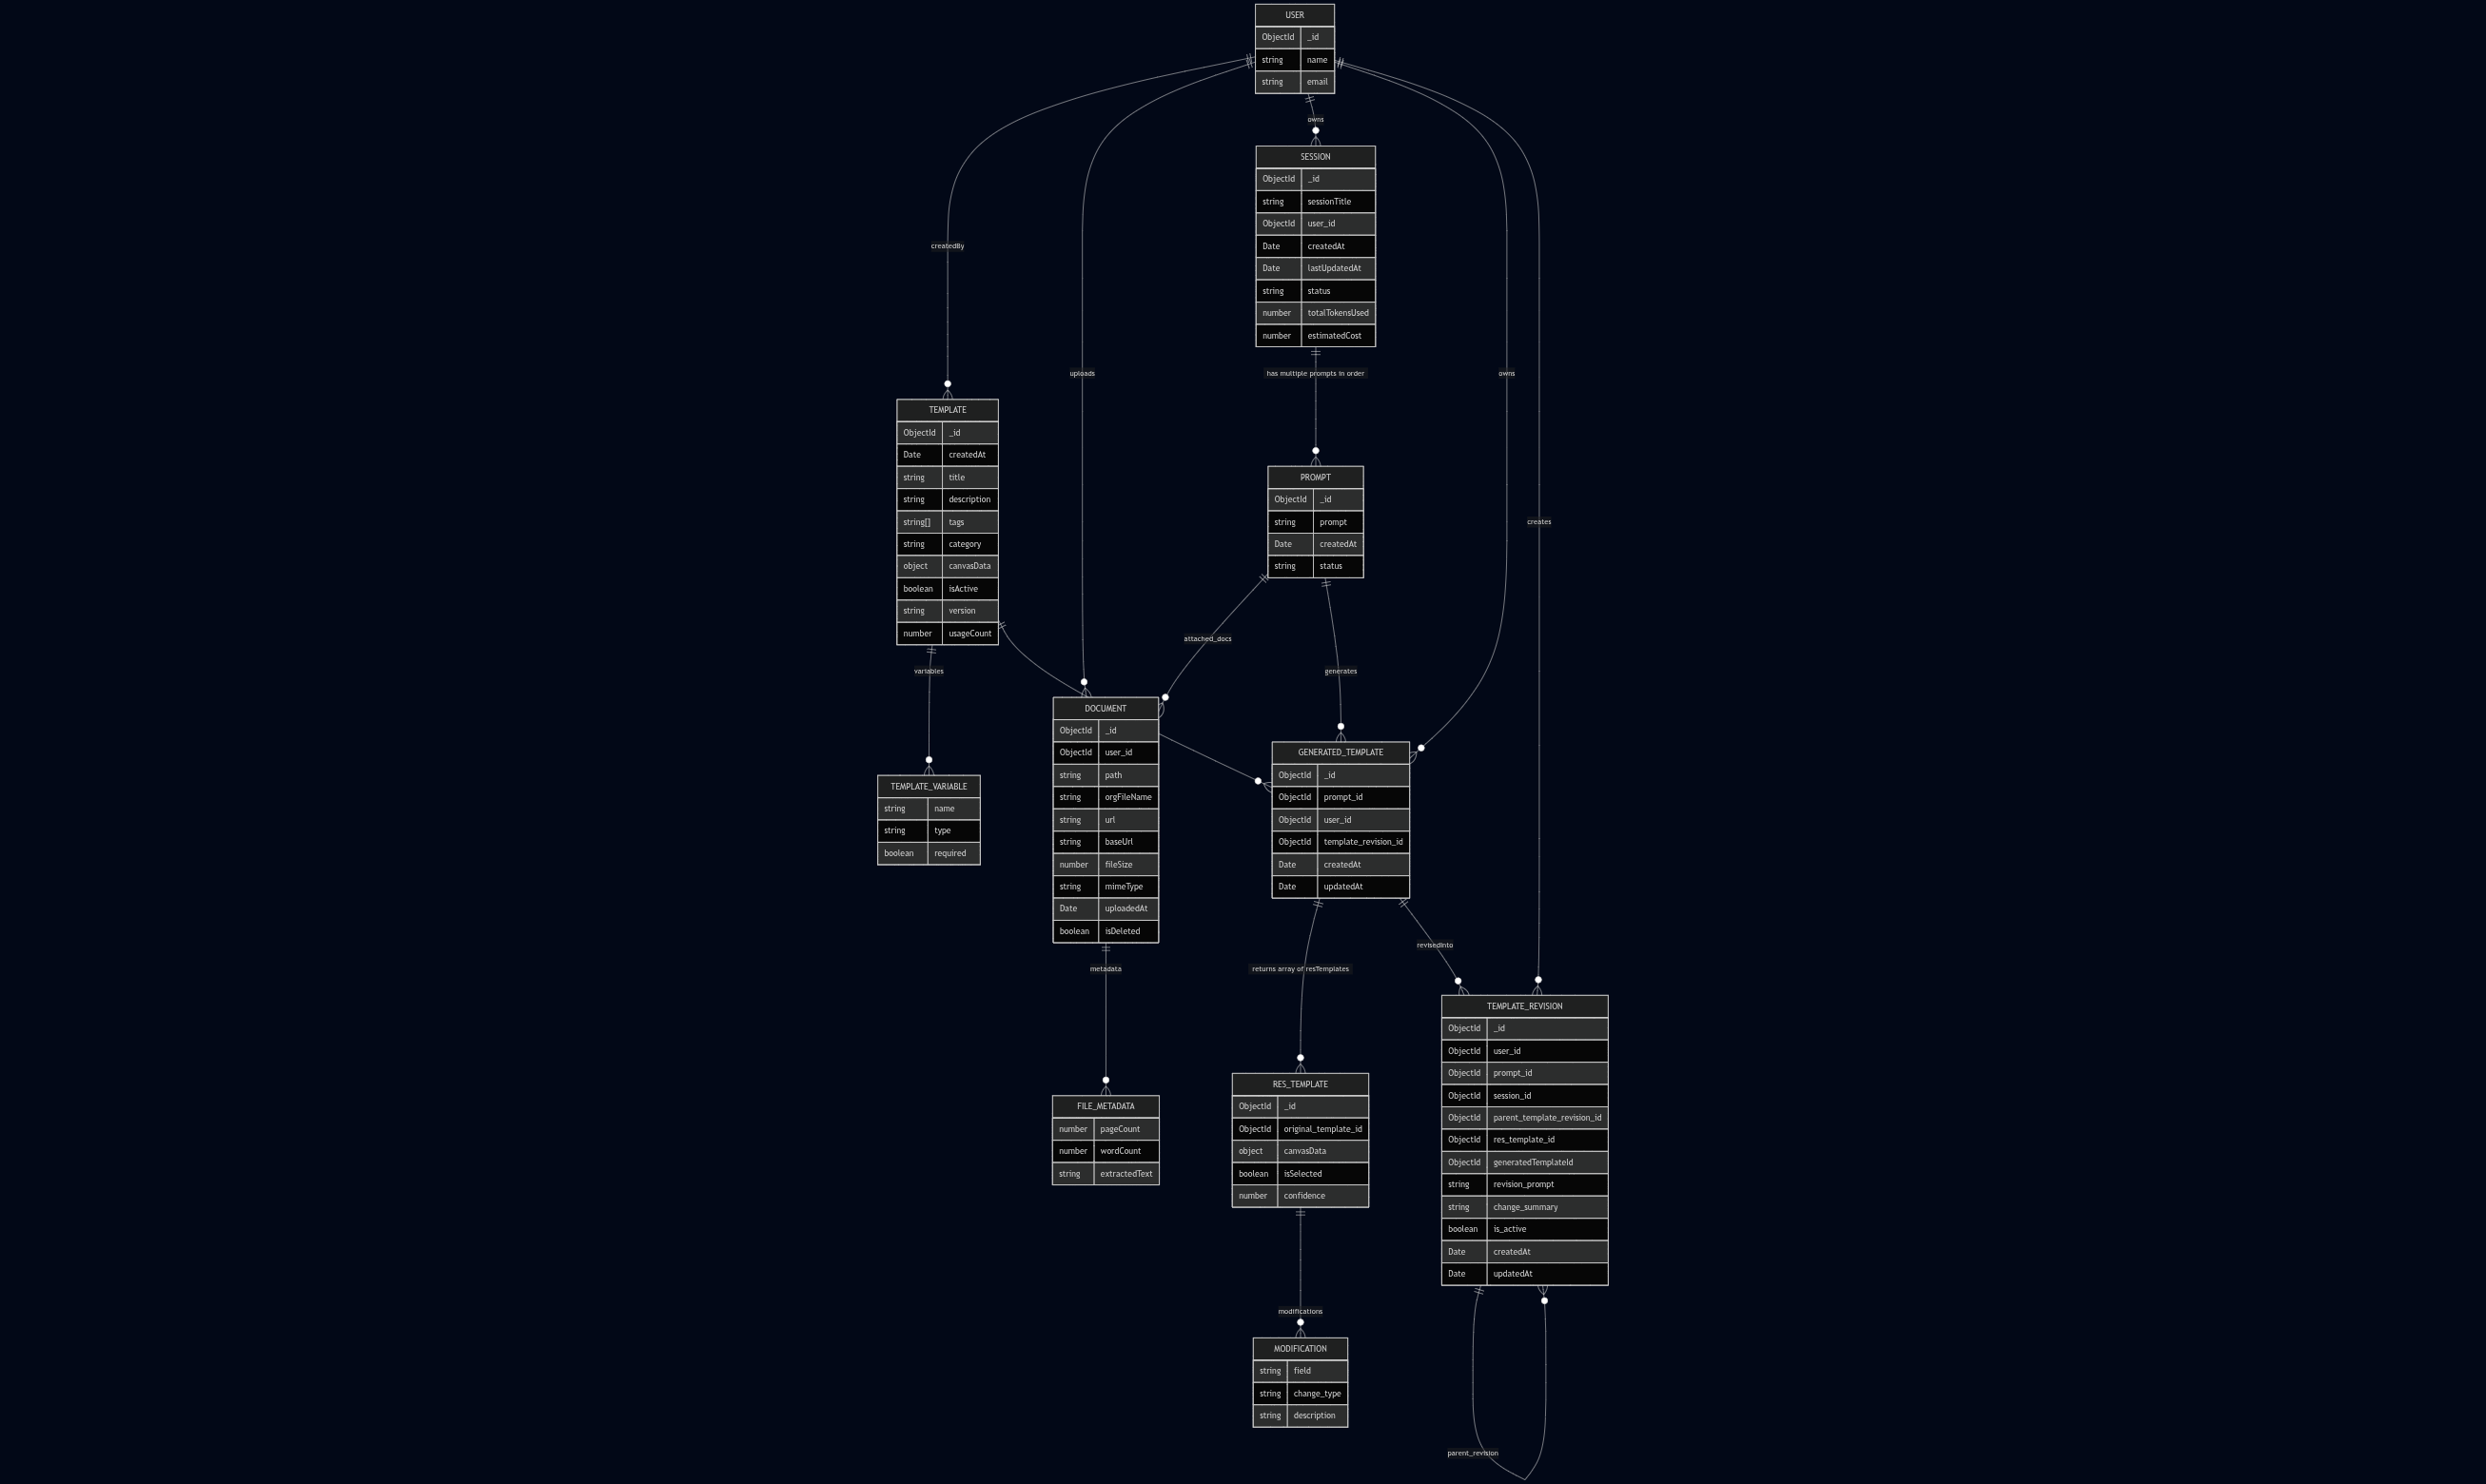 USER
ObjectId _id
string name
string email
owns
SESSION
ObjectId _id
string sessionTitle
ObjectId user_id
Date createdAt
Date lastUpdatedAt
string status
number totalTokensUsed
number estimatedCost
createdBy
uploads
has multiple prompts in order
owns
creates
TEMPLATE
ObjectId _id
Date createdAt
string title
string description
string[] tags
string category
object canvasData
boolean isActive
string version
number usageCount
PROMPT
ObjectId _id
string prompt
Date createdAt
string status
attached_docs
variables
generates
DOCUMENT
ObjectId _id
ObjectId user_id
string path
string orgFileName
string url
string baseUrl
number fileSize
string mimeType
Date uploadedAt
boolean isDeleted
TEMPLATE_VARIABLE
string name
string type
boolean required
GENERATED_TEMPLATE
ObjectId _id
ObjectId prompt_id
ObjectId user_id
ObjectId template_revision_id
Date createdAt
Date updatedAt
metadata
returns array of resTemplates
revisedInto
FILE_METADATA
number pageCount
number wordCount
string extractedText
RES_TEMPLATE
ObjectId _id
ObjectId original_template_id
object canvasData
boolean isSelected
number confidence
TEMPLATE_REVISION
ObjectId _id
ObjectId user_id
ObjectId prompt_id
ObjectId session_id
ObjectId parent_template_revision_id
ObjectId res_template_id
ObjectId generatedTemplateId
string revision_prompt
string change_summary
boolean is_active
Date createdAt
Date updatedAt
modifications
MODIFICATION
string field
string change_type
string description
parent_revision